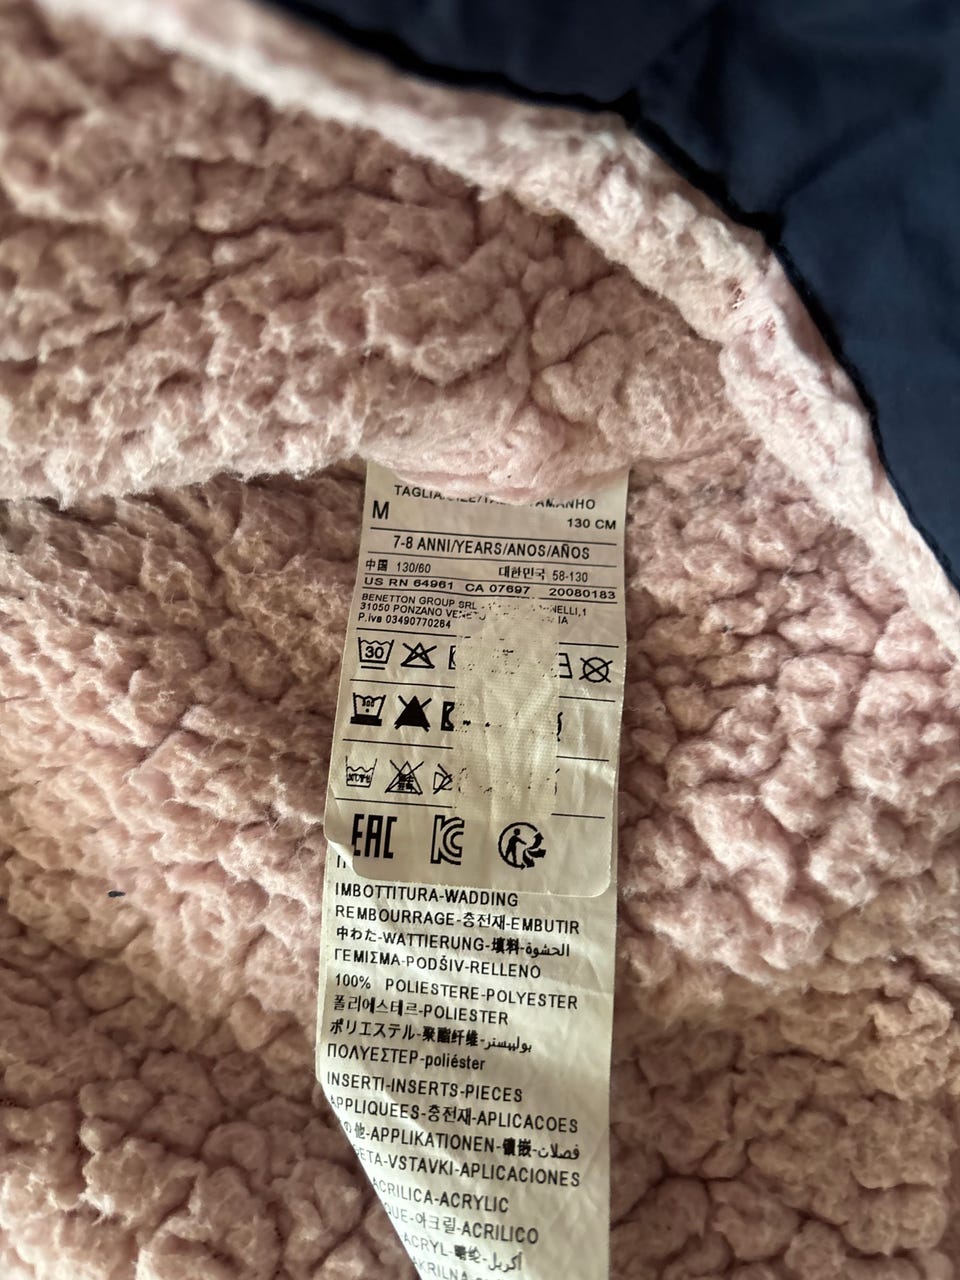 TAGLIA
M 130 CM
7-8 ANNI/YEARS/ANOS/AÑOS
中国 130/60 대한민국 58-130
US RN 64961 CA 07697 20080183
BENETTON GROUP SRL
31050 PONZANO
P.iva 03490770264
30
EAC
IMBOTTITURA-WADDING
REMBOURRAGE-충전재-EMBUTIR
中わた-WATTIERUNG-填料-الحشوة
ΓΕΜΙΣΜΑ-PODŠIV-RELLENO
100% POLIESTERE-POLYESTER
폴리에스테르-POLIESTER
ポリエステル-聚酯纤维-بوليستر
ΠΟΛΥΕΣΤΕΡ-poliéster
INSERTI-INSERTS-PIECES
APPLIQUEES-충전재-APLICACOES
-APPLIKATIONEN-镶嵌-فصلات
-VSTAVKI-APLICACIONES
ACRILICA-ACRYLIC
-아크릴-ACRILICO
ACRYL-أكريل